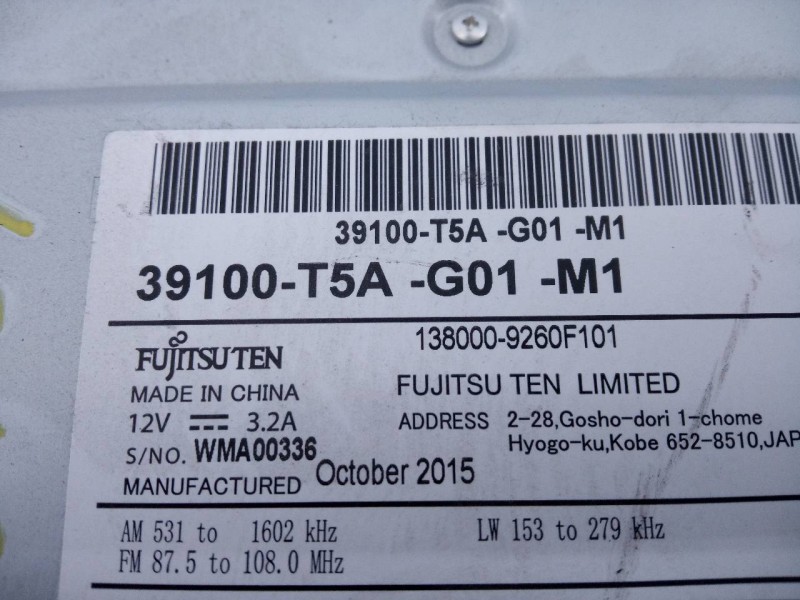 39100-T5A -G01 -M1
39100-T5A -G01 -M1
138000-9260F101
FUJITSU TEN
FUJITSU TEN LIMITED
MADE IN CHINA
12V 3.2A
ADDRESS 2-28,Gosho-dori 1-chome
Hyogo-ku,Kobe 652-8510,JAP
S/NO. WMA00336
MANUFACTURED October 2015
AM 531 to 1602 kHz LW 153 to 279 kHz
FM 87.5 to 108.0 MHz